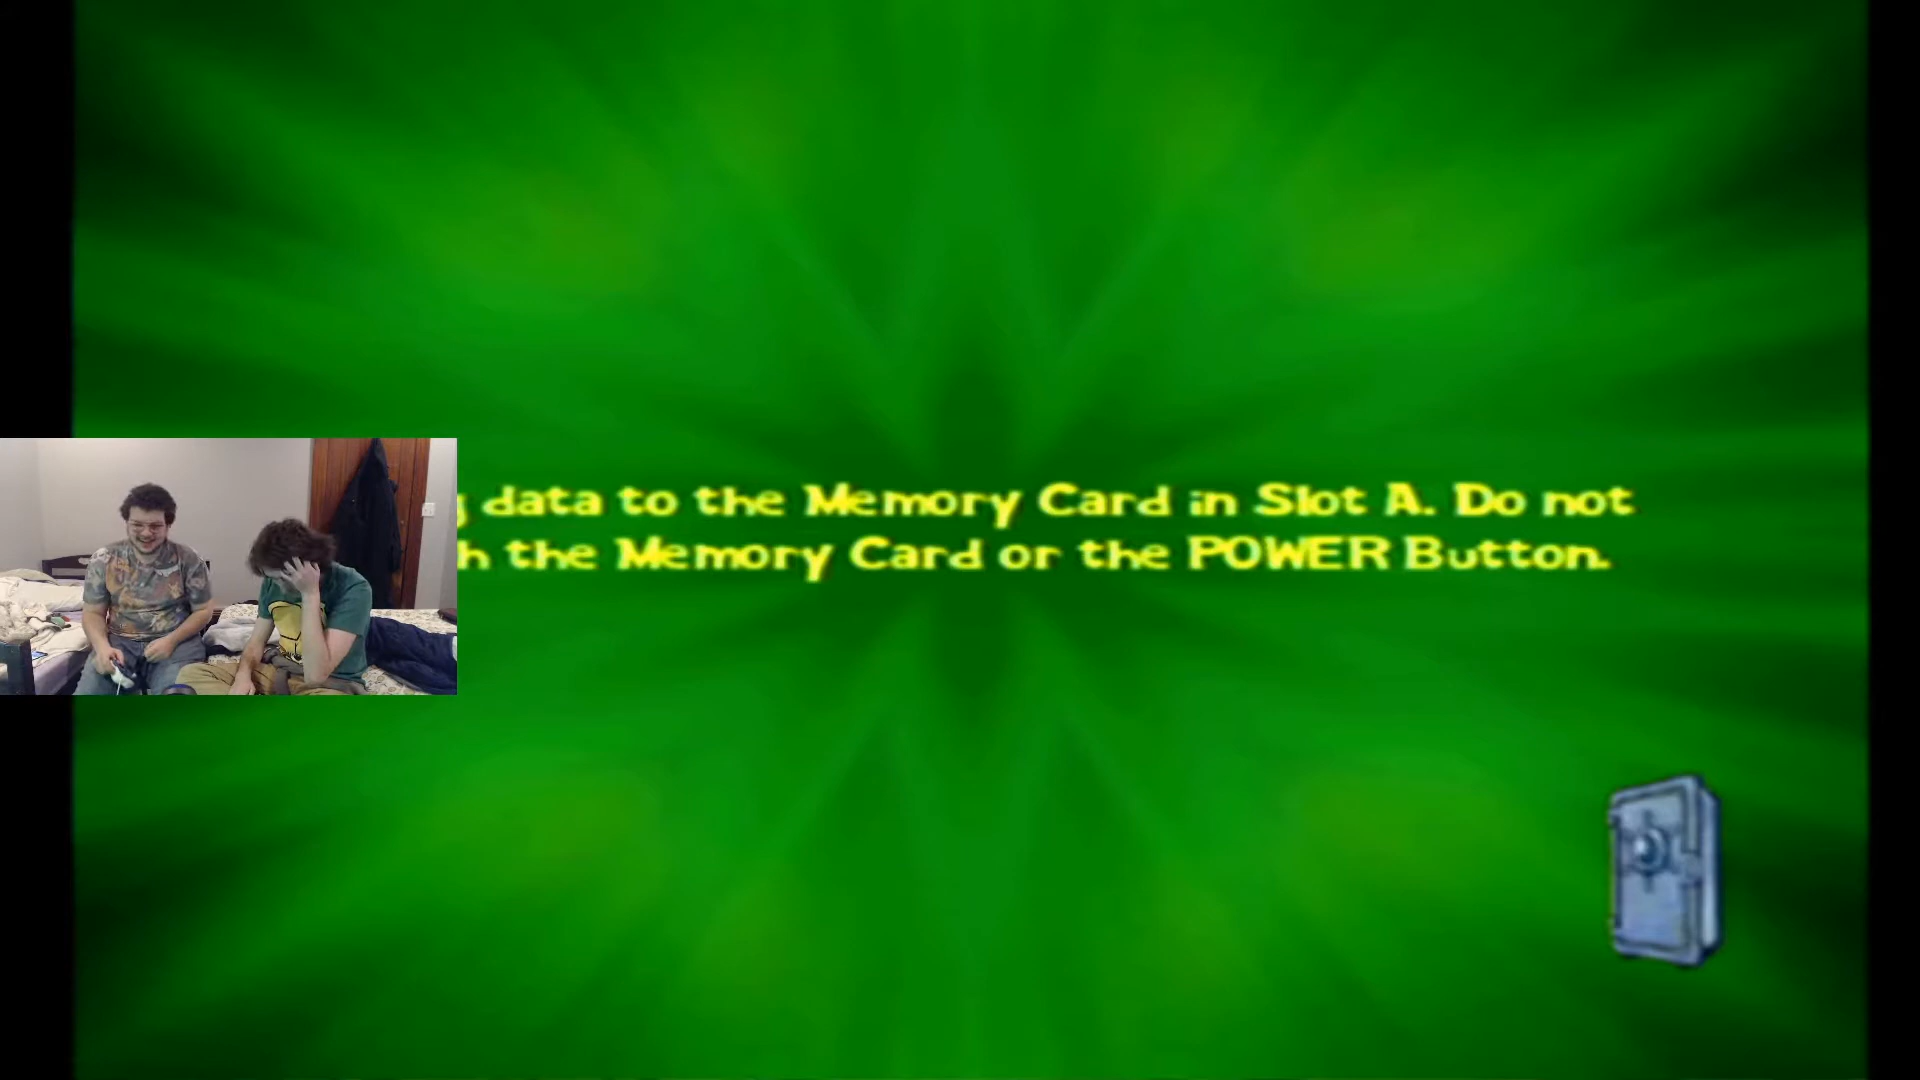 data to the Memory Card in Slot A. Do not
the Memory Card or the POWER Button.